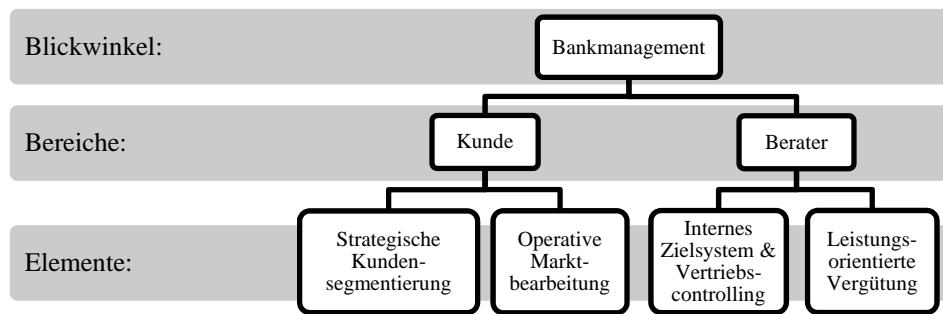 Blickwinkel:
Bankmanagement
Bereiche:
Kunde
Berater
Elemente:
Strategische
Kunden-
segmentierung
Operative
Markt-
bearbeitung
Internes
Zielsystem &
Vertriebs-
controlling
Leistungs-
orientierte
Vergütung